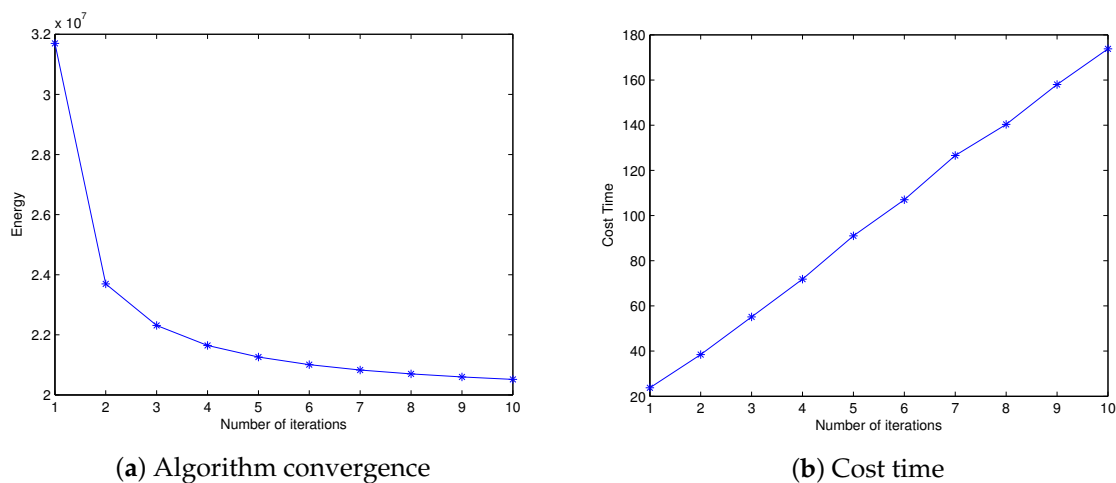 x 10^7
3.2
3
2.8
2.6
2.4
2.2
2
Energy
1 2 3 4 5 6 7 8 9 10
Number of iterations
(a) Algorithm convergence
180
160
140
120
100
80
60
40
20
Cost Time
1 2 3 4 5 6 7 8 9 10
Number of iterations
(b) Cost time